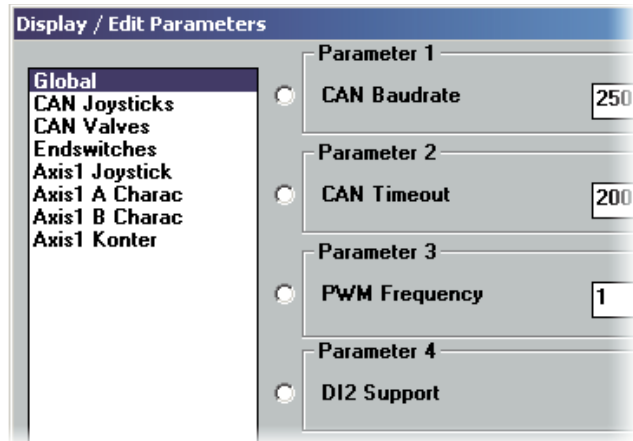 Display / Edit Parameters
Global
CAN Joysticks
CAN Valves
Endswitches
Axis1 Joystick
Axis1 A Charac
Axis1 B Charac
Axis1 Konter
Parameter 1
CAN Baudrate
250
Parameter 2
CAN Timeout
200
Parameter 3
PWM Frequency
1
Parameter 4
DI2 Support